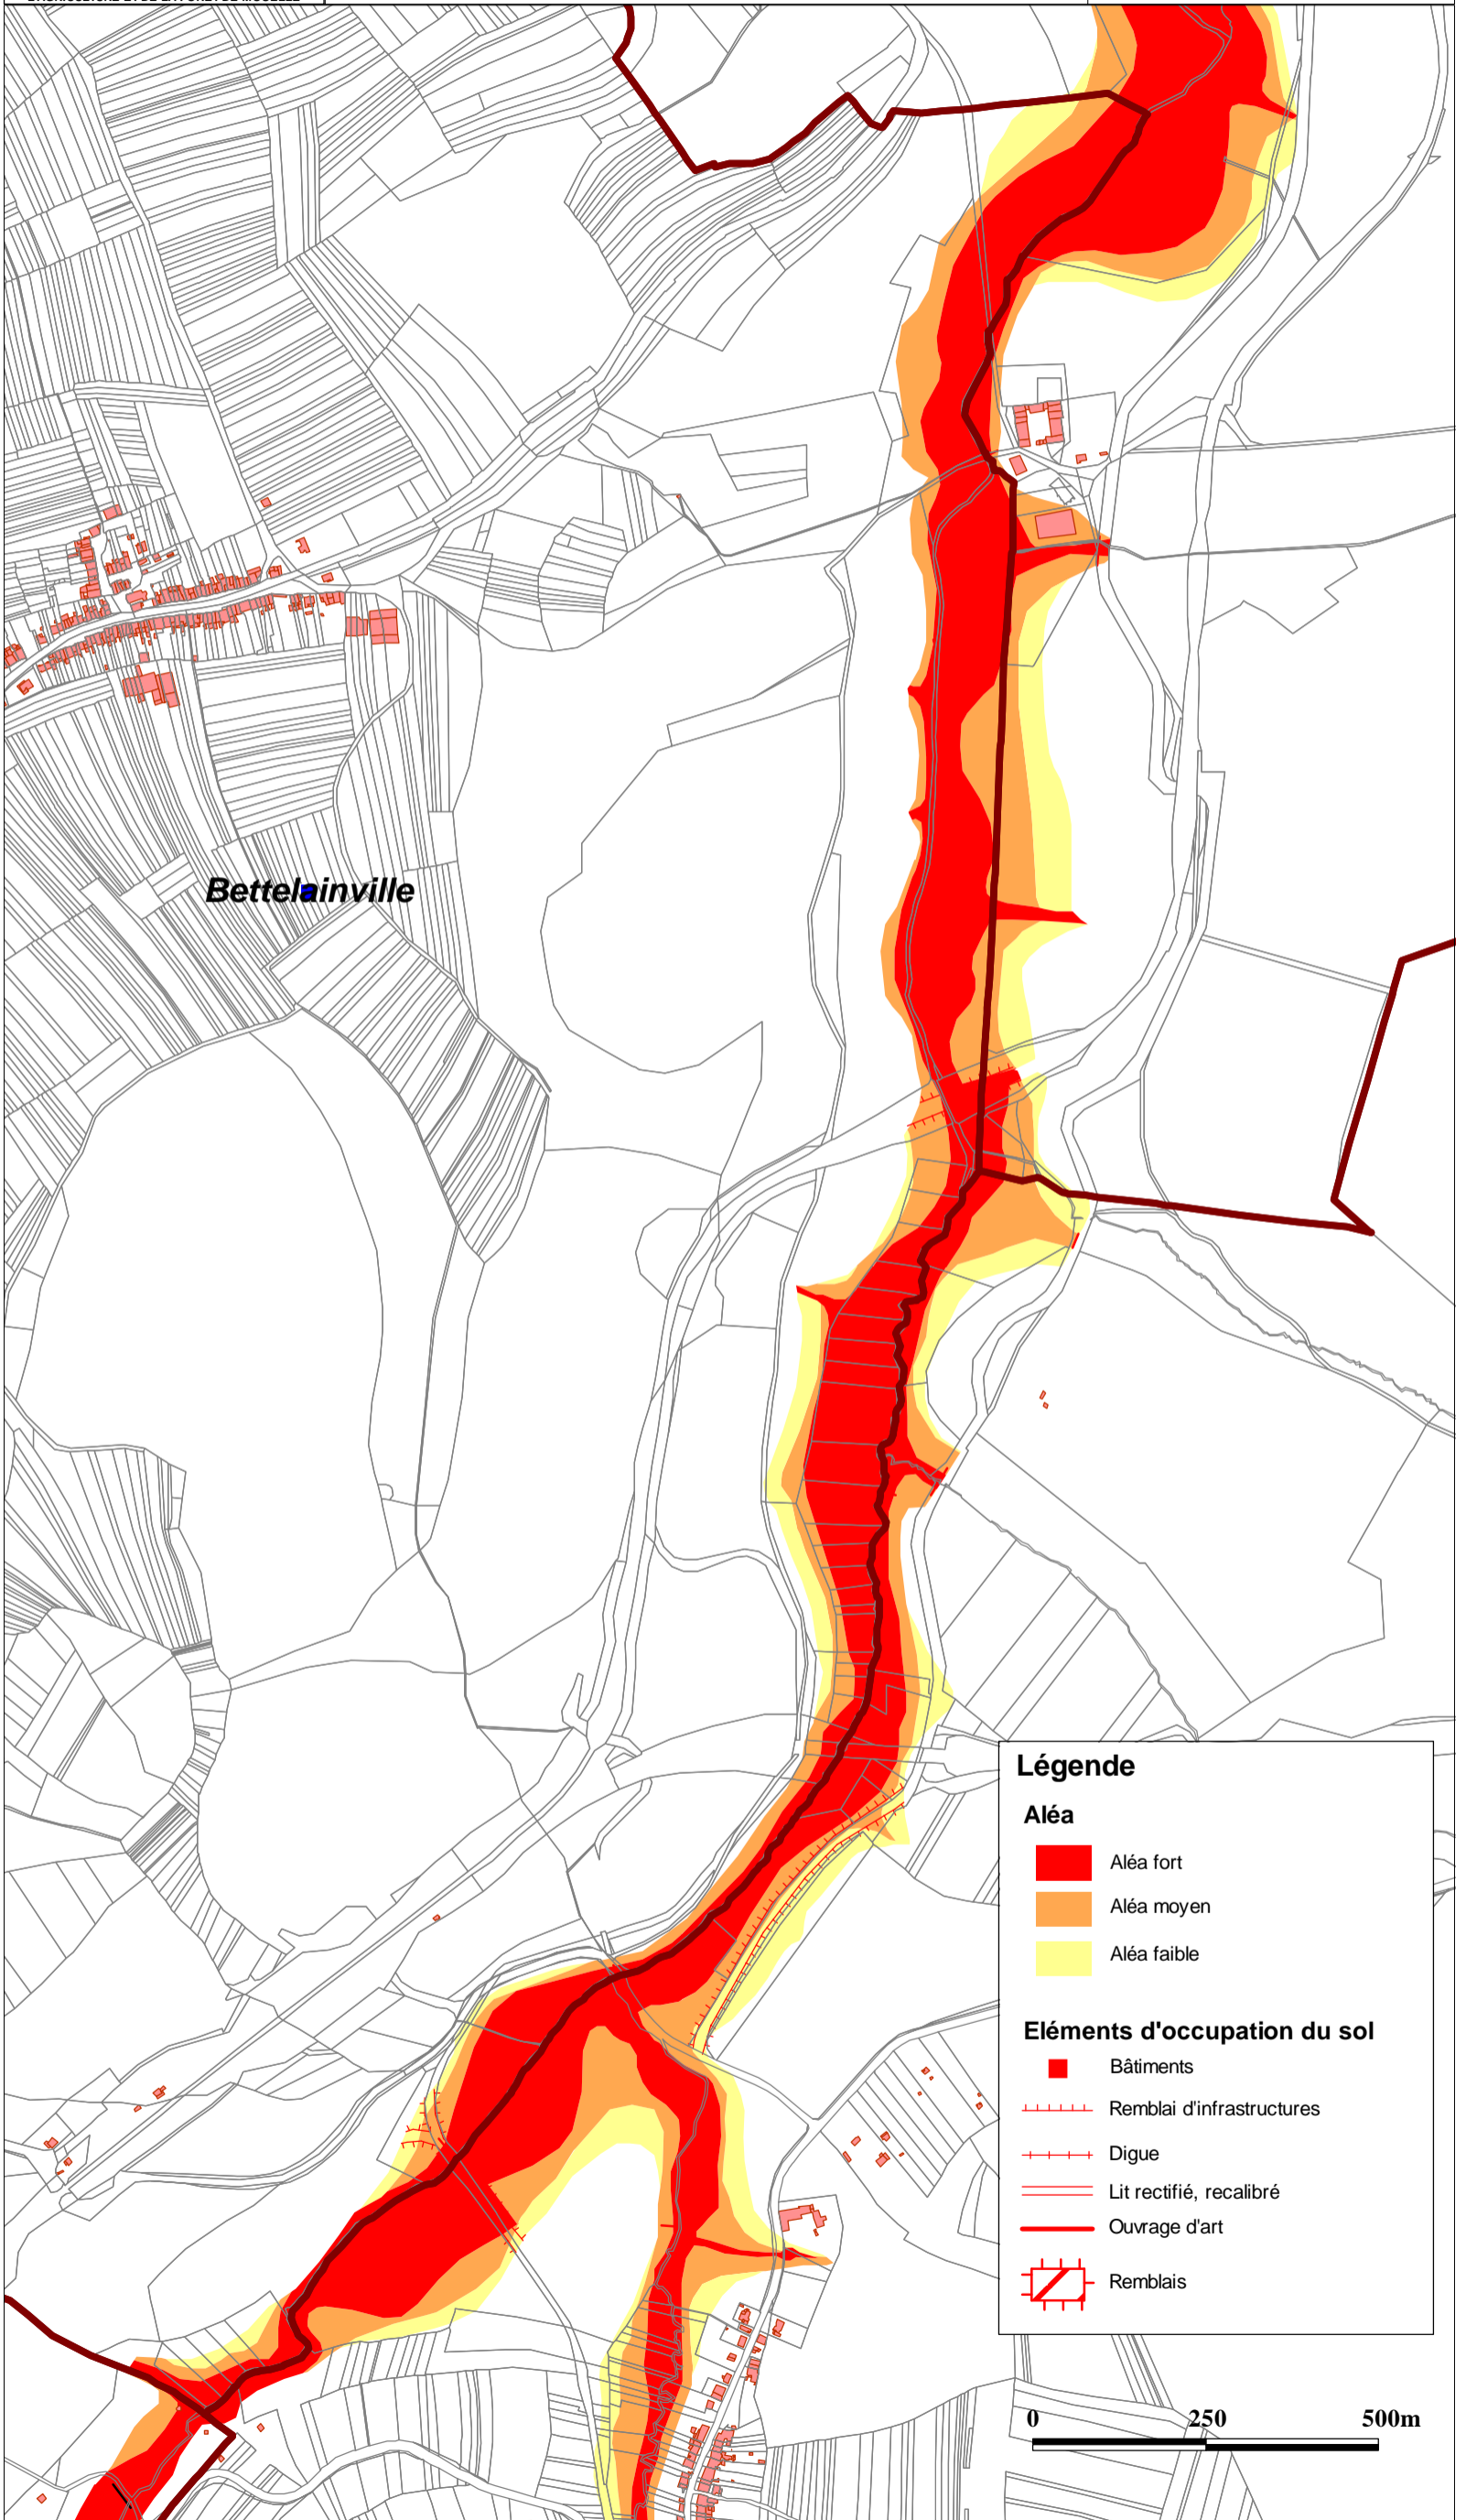 Bettelainville
Légende
Aléa
Aléa fort
Aléa moyen
Aléa faible
Eléments d'occupation du sol
Bâtiments
Remblai d'infrastructures
Digue
Lit rectifié, recalibré
Ouvrage d'art
Remblais
0 250 500m